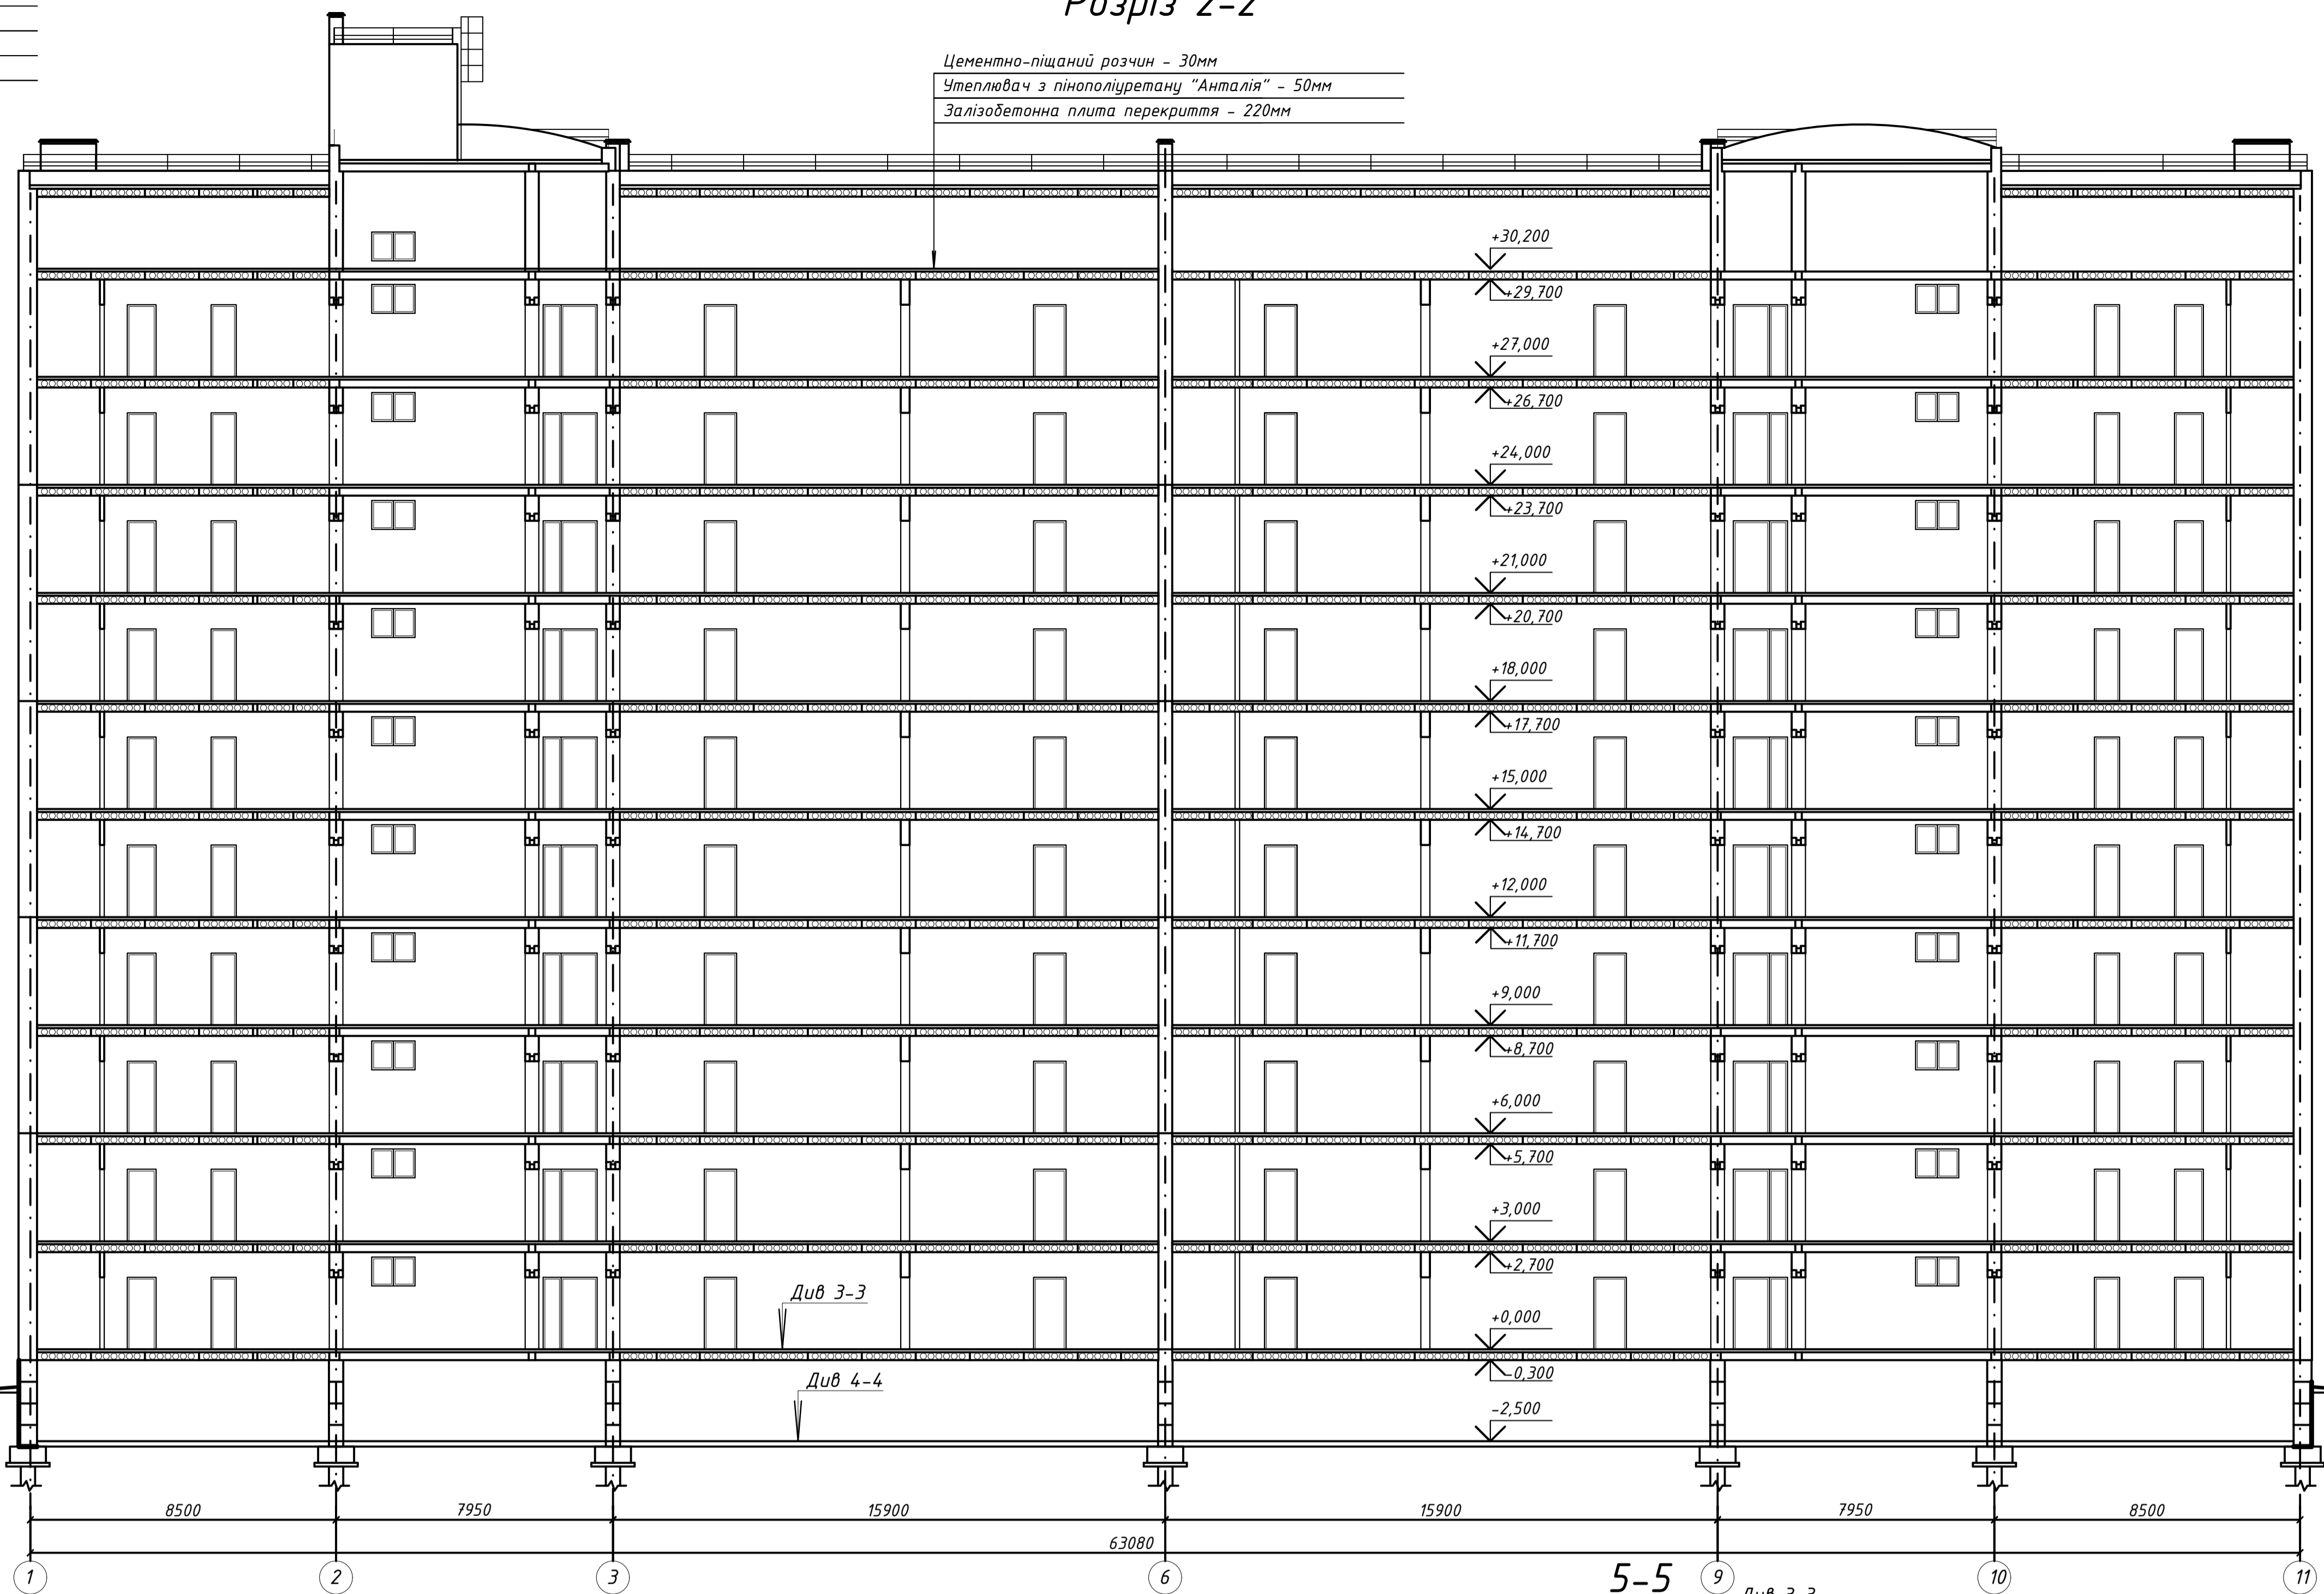 Розріз 2-2
Цементно-піщаний розчин - 30мм
Утеплювач з пінополіуретану "Анталія" - 50мм
Залізобетонна плита перекриття - 220мм
+30,200
+29,700
+27,000
+26,700
+24,000
+23,700
+21,000
+20,700
+18,000
+17,700
+15,000
+14,700
+12,000
+11,700
+9,000
+8,700
+6,000
+5,700
+3,000
+2,700
Див 3-3
+0,000
-0,300
Див 4-4
-2,500
8500 7950 15900 15900 7950 8500
63080
1 2 3 6 9 10 11
5-5
Див 3-3